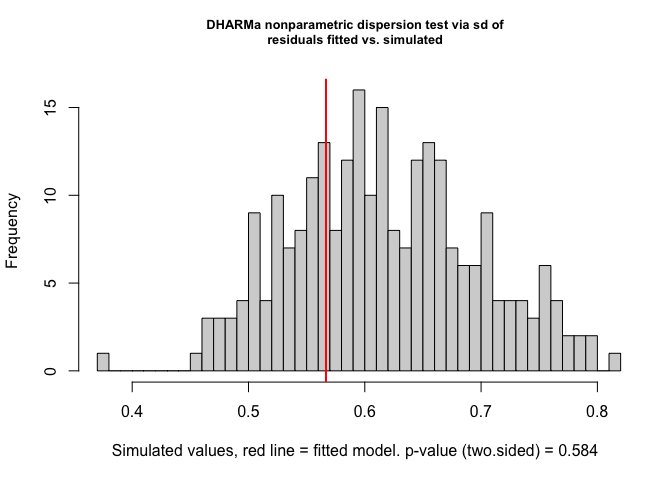 DHARMa nonparametric dispersion test via sd of
residuals fitted vs. simulated
Frequency
15
10
5
0
0.4 0.5 0.6 0.7 0.8
Simulated values, red line = fitted model. p-value (two.sided) = 0.584